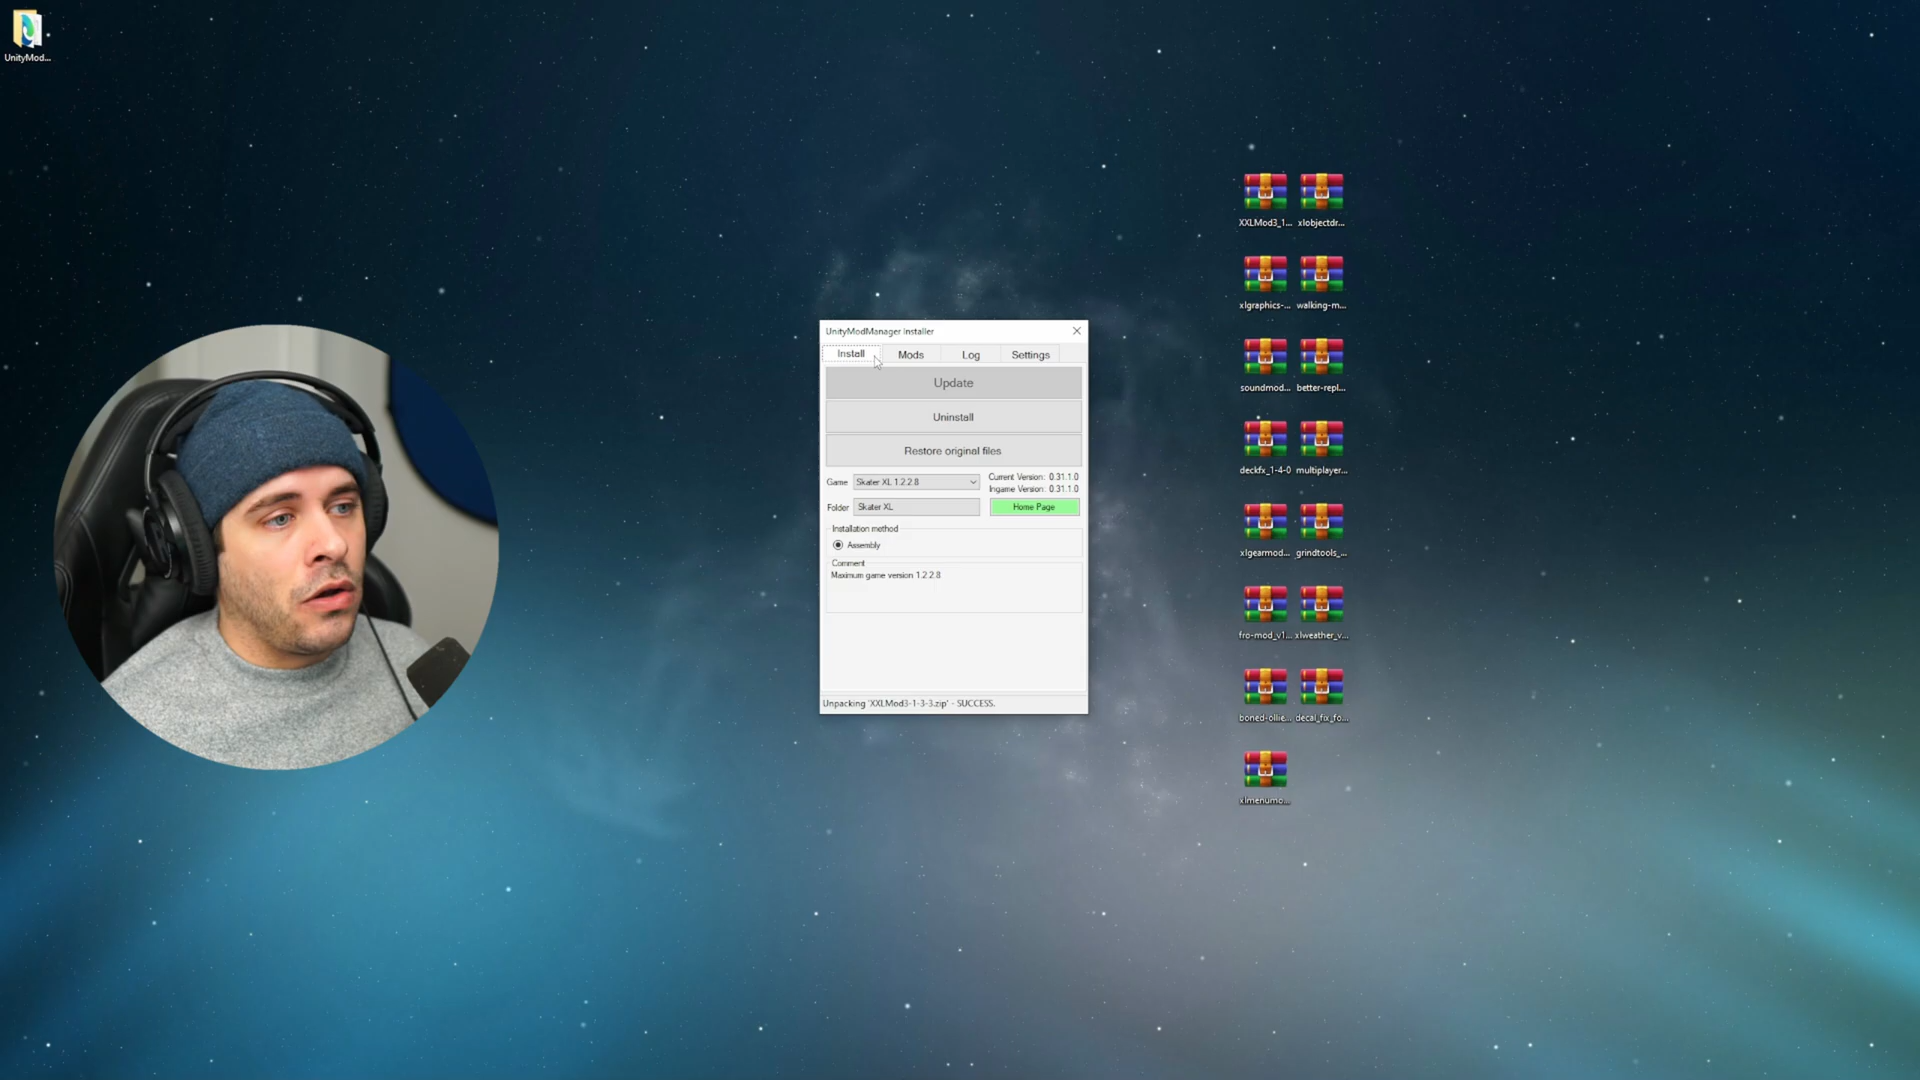 UnityMod...
UnityModManager Installer
Install Mods Log Settings
Update
Uninstall
Restore original files
Game Skater XL 1.2.2.8
Current Version: 0.31.1.0
Ingame Version: 0.31.1.0
Folder Skater XL Home Page
Installation method
Assembly
Comment
Maximum game version 1.2.2.8
Unpacking 'XXLMod3-1-3-3.zip' - SUCCESS.
XXLMod3_1... xlobjectdr...
xlgraphics-... walking-m...
soundmod... better-repl...
deckfx_1-4-0 multiplayer...
xlgearmod... grindtools_...
fro-mod_v1... xlweather_v...
boned-ollie... decal_fix_fo...
xlmenumo...